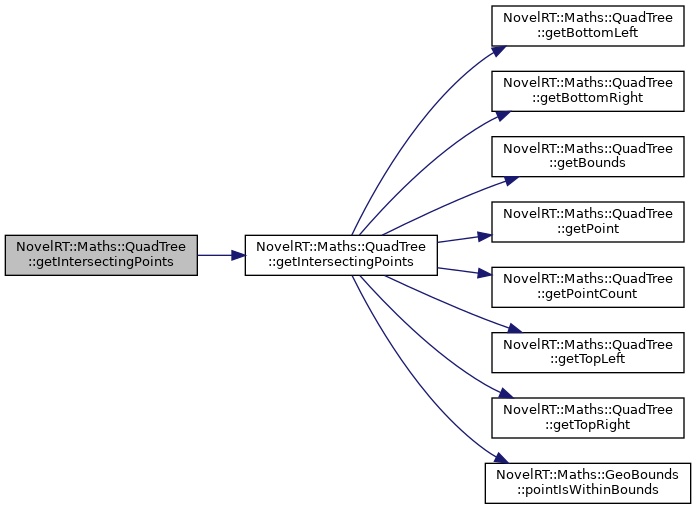 NovelRT::Maths::QuadTree
::getIntersectingPoints
NovelRT::Maths::QuadTree
::getIntersectingPoints
NovelRT::Maths::QuadTree
::getBottomLeft
NovelRT::Maths::QuadTree
::getBottomRight
NovelRT::Maths::QuadTree
::getBounds
NovelRT::Maths::QuadTree
::getPoint
NovelRT::Maths::QuadTree
::getPointCount
NovelRT::Maths::QuadTree
::getTopLeft
NovelRT::Maths::QuadTree
::getTopRight
NovelRT::Maths::GeoBounds
::pointIsWithinBounds